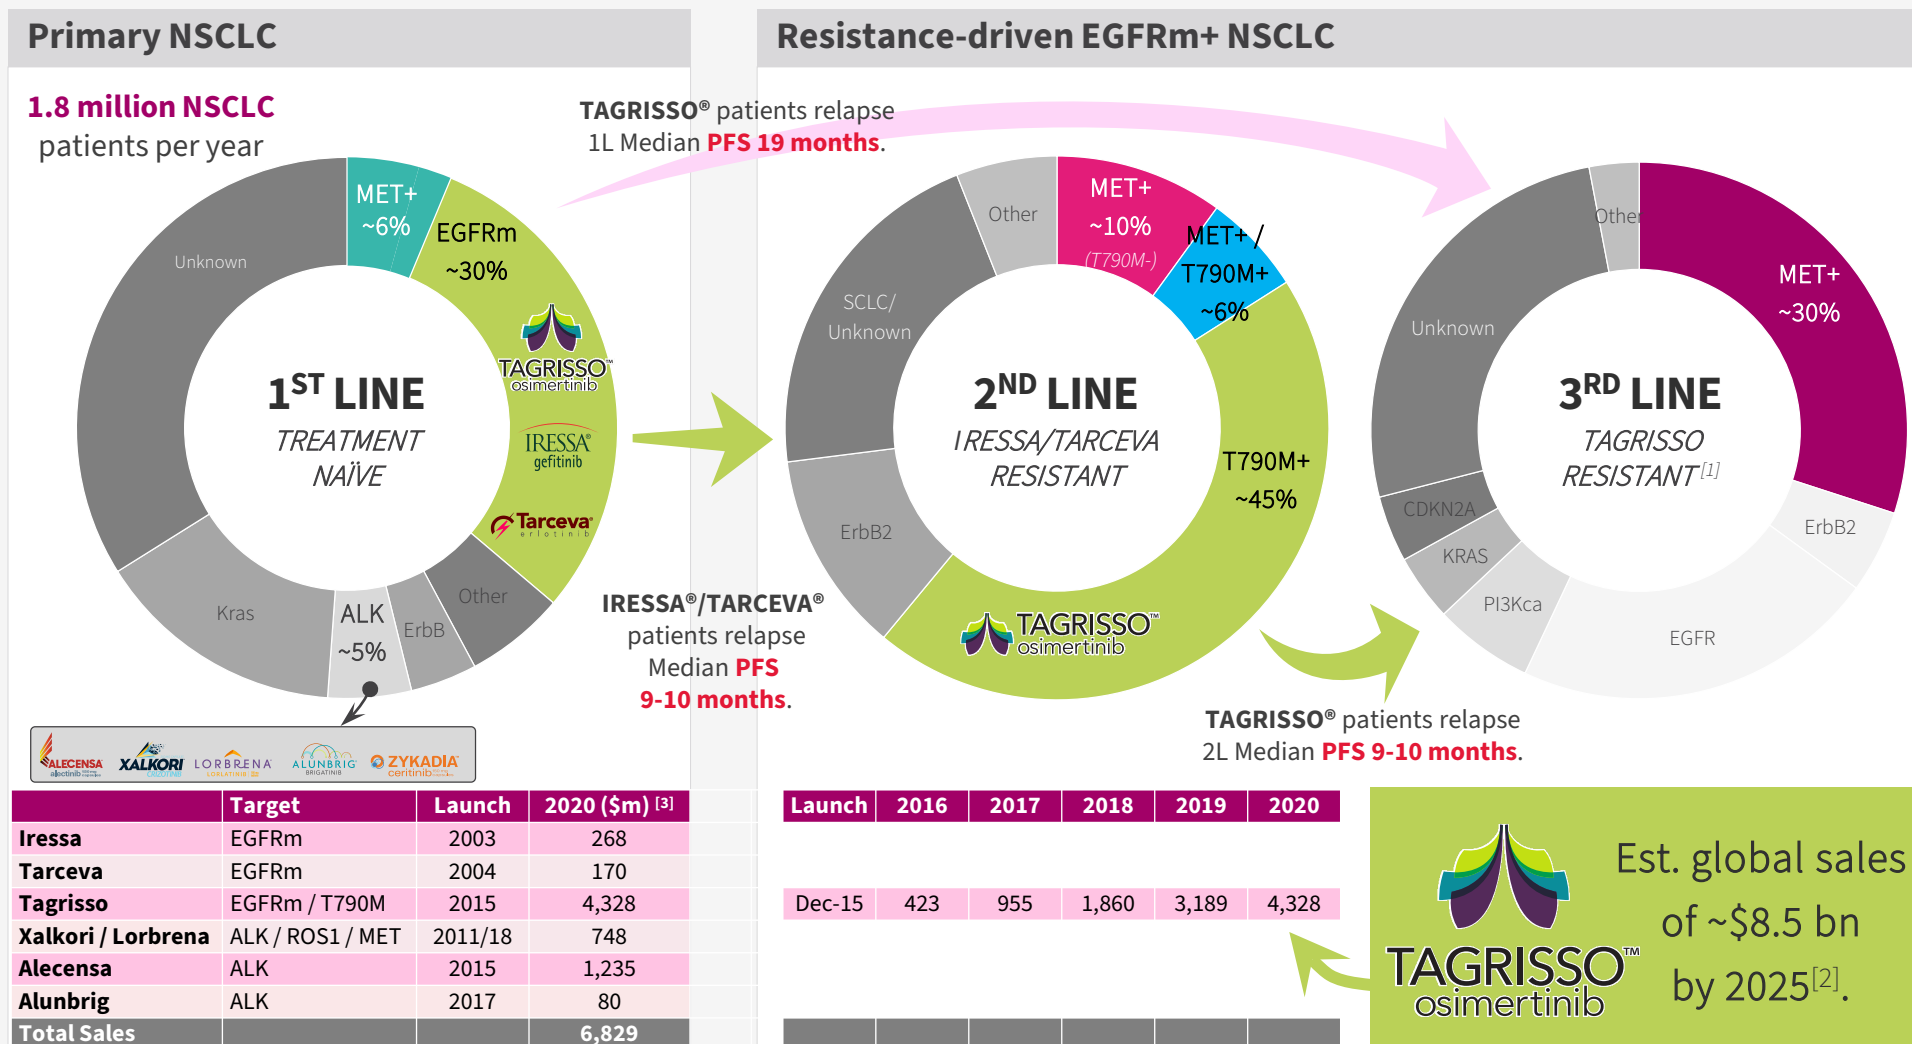 Primary NSCLC
Resistance-driven EGFRm+ NSCLC
1.8 million NSCLC
patients per year
TAGRISSO® patients relapse
1L Median PFS 19 months.
MET+
~6%
EGFRm
~30%
Unknown
TAGRISSO™
osimertinib
IRESSA®
gefitinib
Tarceva®
erlotinib
1ST LINE
TREATMENT
NAÏVE
Other
ErbB
ALK
~5%
Kras
IRESSA®/TARCEVA®
patients relapse
Median PFS
9-10 months.
Other
MET+
~10%
(T790M-)
MET+ /
T790M+
~6%
SCLC/
Unknown
2ND LINE
IRESSA/TARCEVA
RESISTANT
T790M+
~45%
ErbB2
TAGRISSO™
osimertinib
Other
MET+
~30%
Unknown
3RD LINE
TAGRISSO
RESISTANT [1]
CDKN2A
KRAS
PI3Kca
ErbB2
EGFR
TAGRISSO® patients relapse
2L Median PFS 9-10 months.
ALECENSA
alectinib
XALKORI
CRIZOTINIB
LORBRENA
LORLATINIB
ALUNBRIG
BRIGATINIB
ZYKADIA
ceritinib
Target Launch 2020 ($m) [3]
Iressa EGFRm 2003 268
Tarceva EGFRm 2004 170
Tagrisso EGFRm / T790M 2015 4,328
Xalkori / Lorbrena ALK / ROS1 / MET 2011/18 748
Alecensa ALK 2015 1,235
Alunbrig ALK 2017 80
Total Sales 6,829
Launch 2016 2017 2018 2019 2020
Dec-15 423 955 1,860 3,189 4,328
TAGRISSO™
osimertinib
Est. global sales
of ~$8.5 bn
by 2025[2].